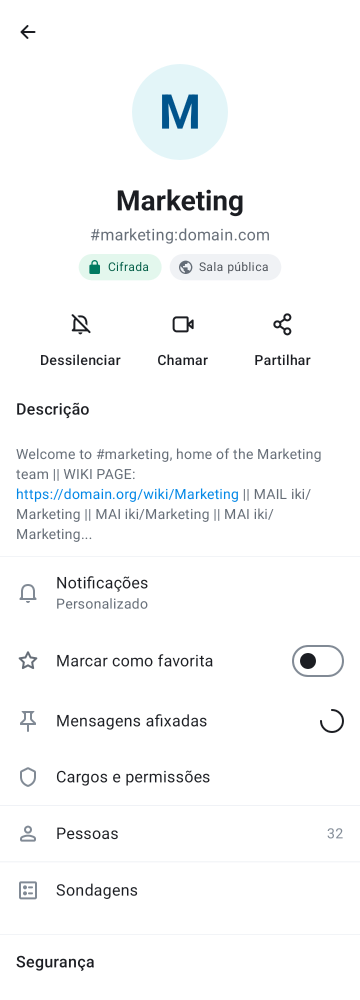 M
Marketing
#marketing:domain.com
Cifrada
Sala pública
Dessilenciar
Chamar
Partilhar
Descrição
Welcome to #marketing, home of the Marketing
team || WIKI PAGE:
https://domain.org/wiki/Marketing || MAIL iki/
Marketing || MAI iki/Marketing || MAI iki/
Marketing...
Notificações
Personalizado
Marcar como favorita
Mensagens afixadas
Cargos e permissões
Pessoas
32
Sondagens
Segurança